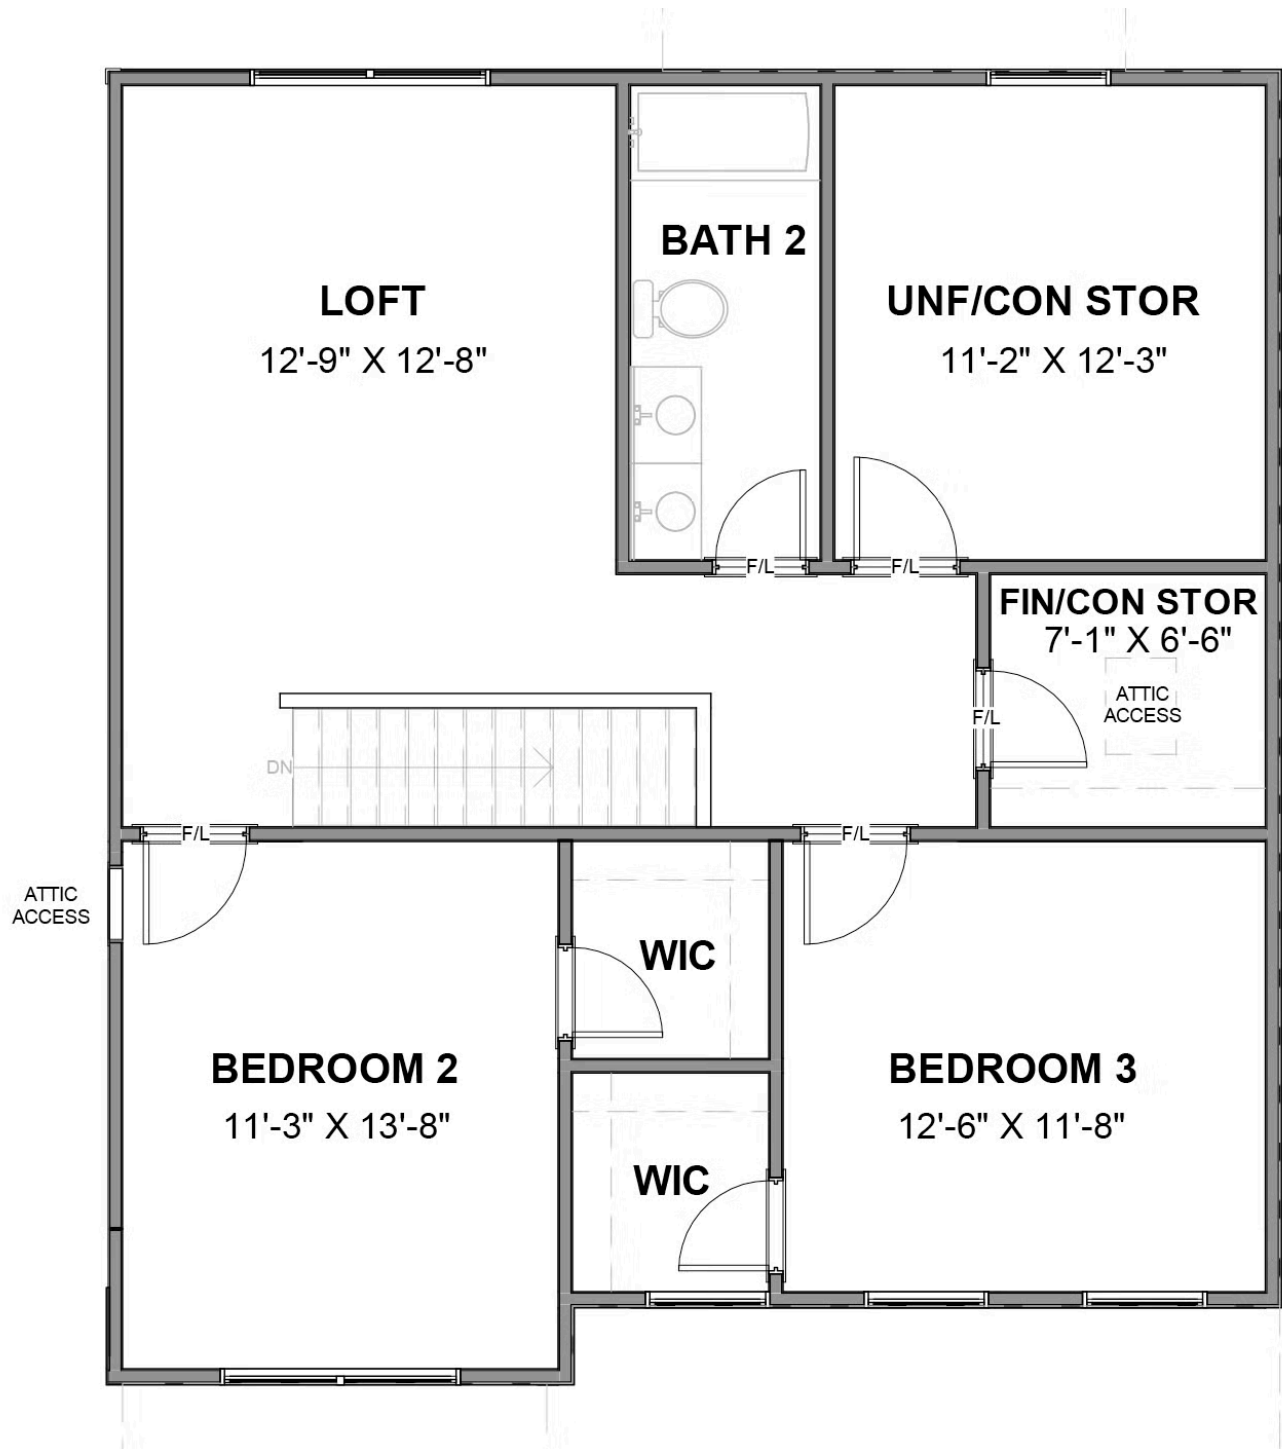 BATH 2
LOFT
12'-9" X 12'-8"
UNF/CON STOR
11'-2" X 12'-3"
F/L
F/L
FIN/CON STOR
7'-1" X 6'-6"
ATTIC
ACCESS
F/L
DN
F/L
F/L
ATTIC
ACCESS
WIC
BEDROOM 2
11'-3" X 13'-8"
BEDROOM 3
12'-6" X 11'-8"
WIC